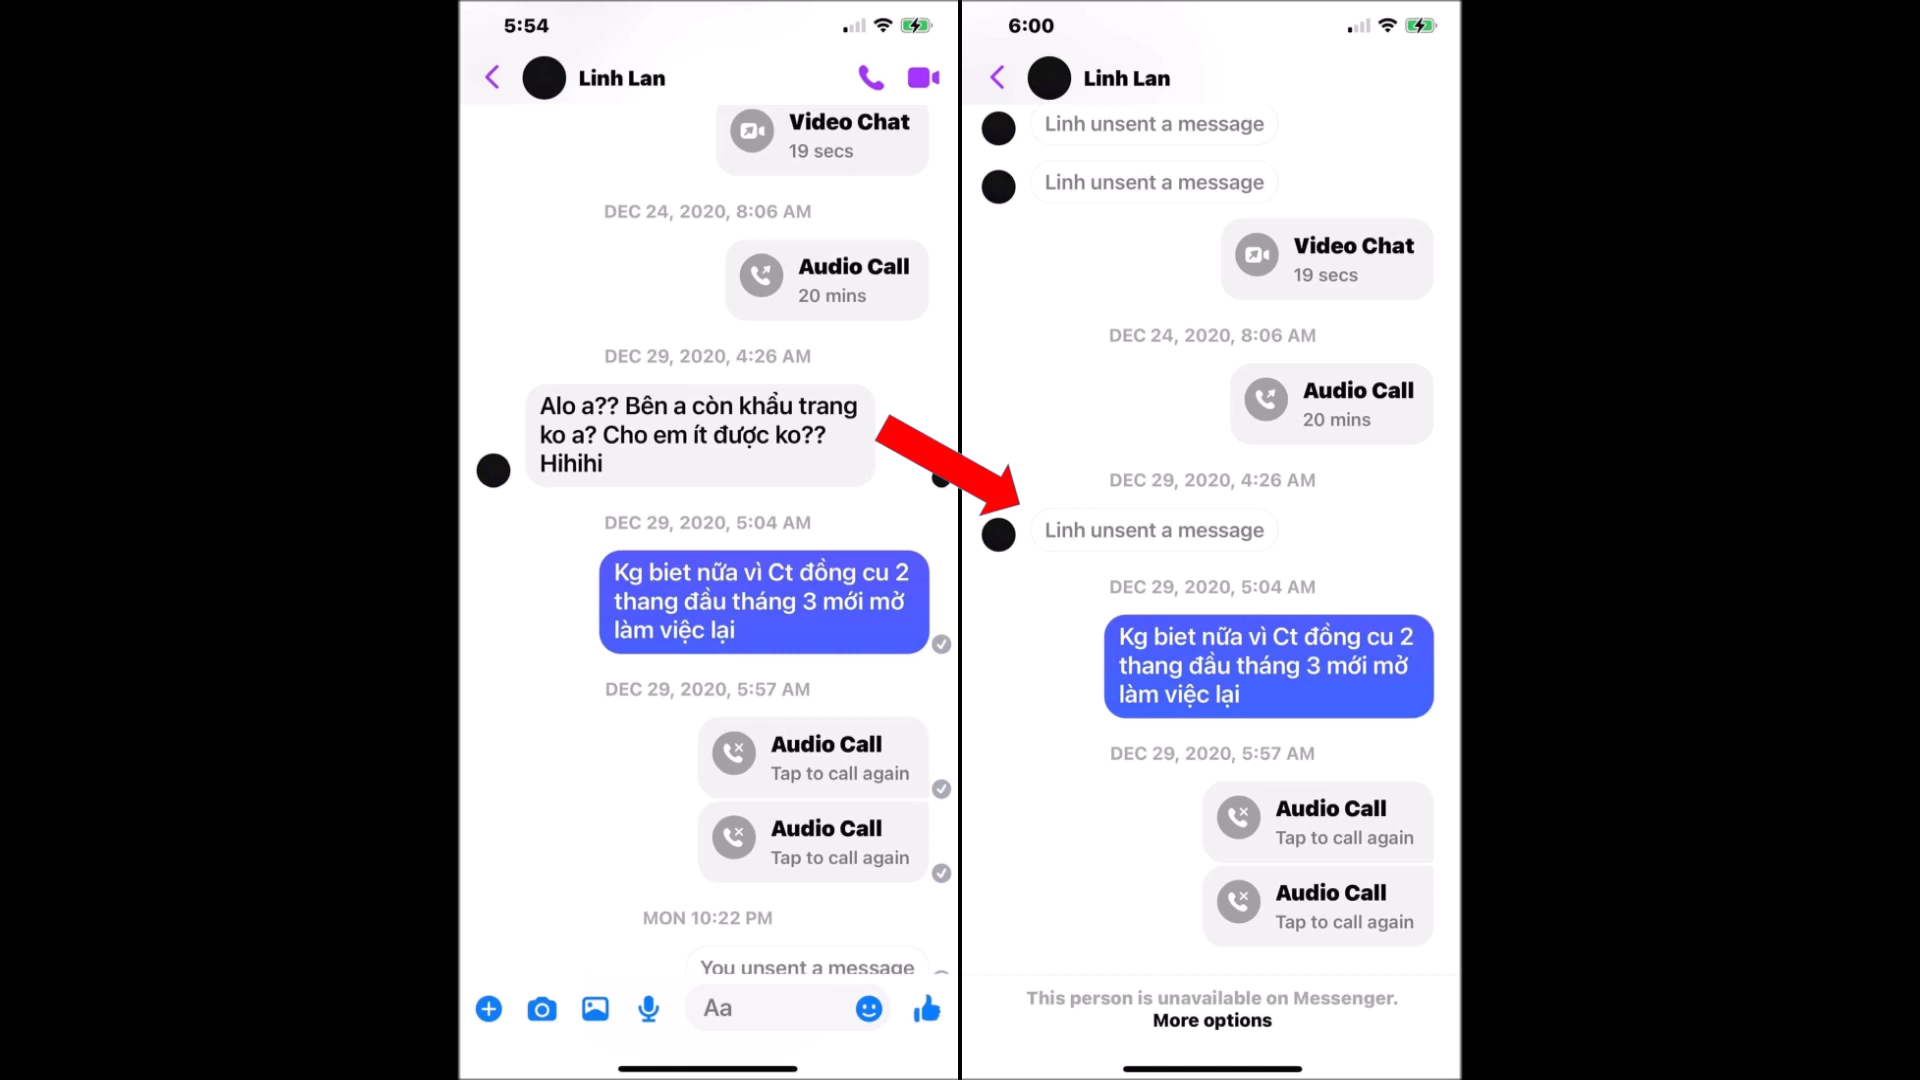 5:54
Linh Lan
Video Chat
19 secs
DEC 24, 2020, 8:06 AM
Audio Call
20 mins
DEC 29, 2020, 4:26 AM
Alo a?? Bên a còn khẩu trang
ko a? Cho em ít được ko??
Hihihi
DEC 29, 2020, 5:04 AM
Kg biet nữa vì Ct đồng cu 2
thang đầu tháng 3 mới mở
làm việc lại
DEC 29, 2020, 5:57 AM
Audio Call
Tap to call again
Audio Call
Tap to call again
MON 10:22 PM
You unsent a message
Aa
6:00
Linh Lan
Linh unsent a message
Linh unsent a message
Video Chat
19 secs
DEC 24, 2020, 8:06 AM
Audio Call
20 mins
DEC 29, 2020, 4:26 AM
Linh unsent a message
DEC 29, 2020, 5:04 AM
Kg biet nữa vì Ct đồng cu 2
thang đầu tháng 3 mới mở
làm việc lại
DEC 29, 2020, 5:57 AM
Audio Call
Tap to call again
Audio Call
Tap to call again
This person is unavailable on Messenger.
More options